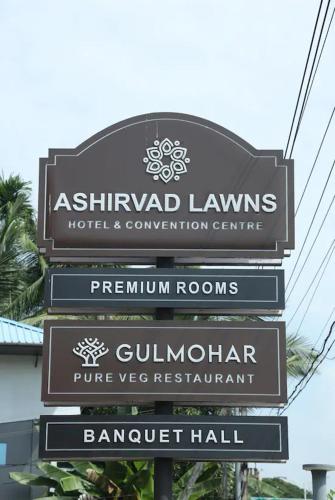 ASHIRVAD LAWNS
HOTEL & CONVENTION CENTRE
PREMIUM ROOMS
GULMOHAR
PURE VEG RESTAURANT
BANQUET HALL